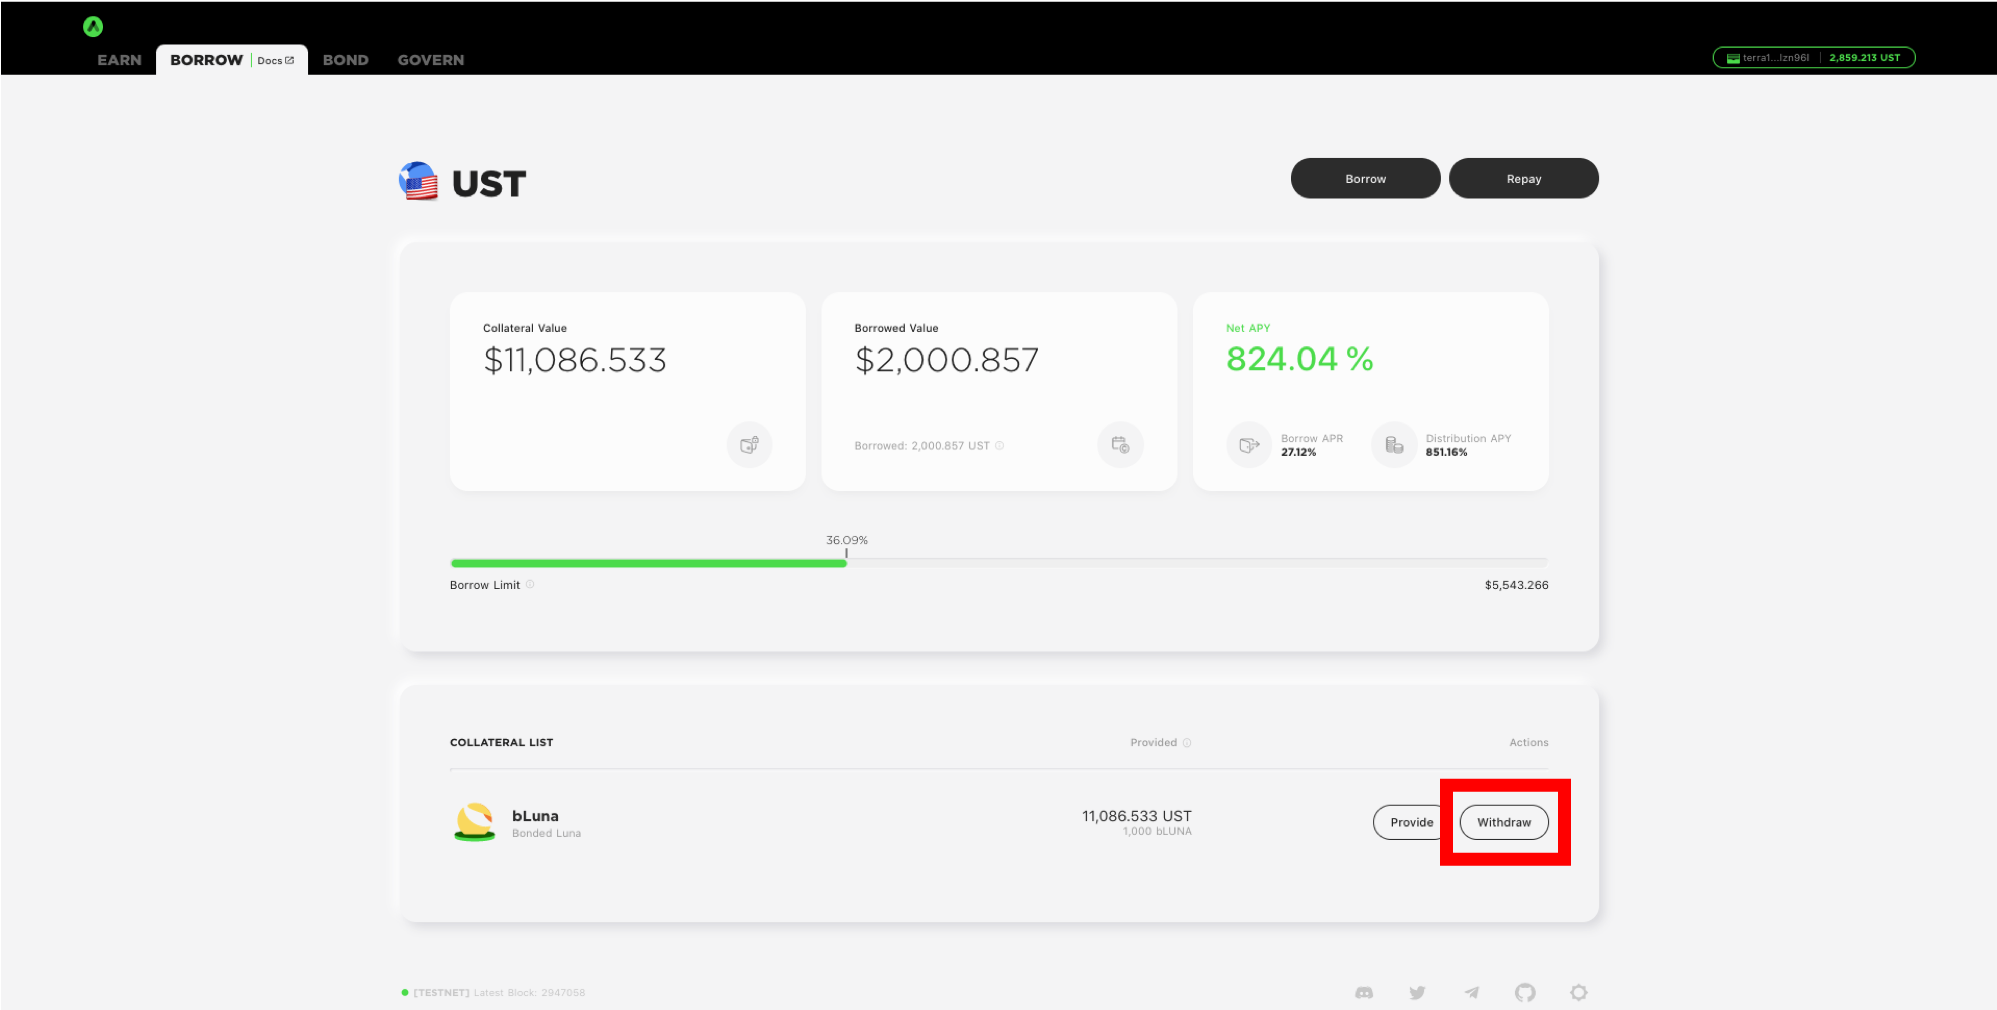 EARN
BORROW
Docs
BOND
GOVERN
terra1...lzn96l
2,859.213 UST
UST
Borrow
Repay
Collateral Value
$11,086.533
Borrowed Value
$2,000.857
Borrowed: 2,000.857 UST
Net APY
824.04 %
Borrow APR
27.12%
Distribution APY
851.16%
36.09%
Borrow Limit
$5,543.266
COLLATERAL LIST
Provided
Actions
bLuna
Bonded Luna
11,086.533 UST
1,000 bLUNA
Provide
Withdraw
[TESTNET] Latest Block: 2947058